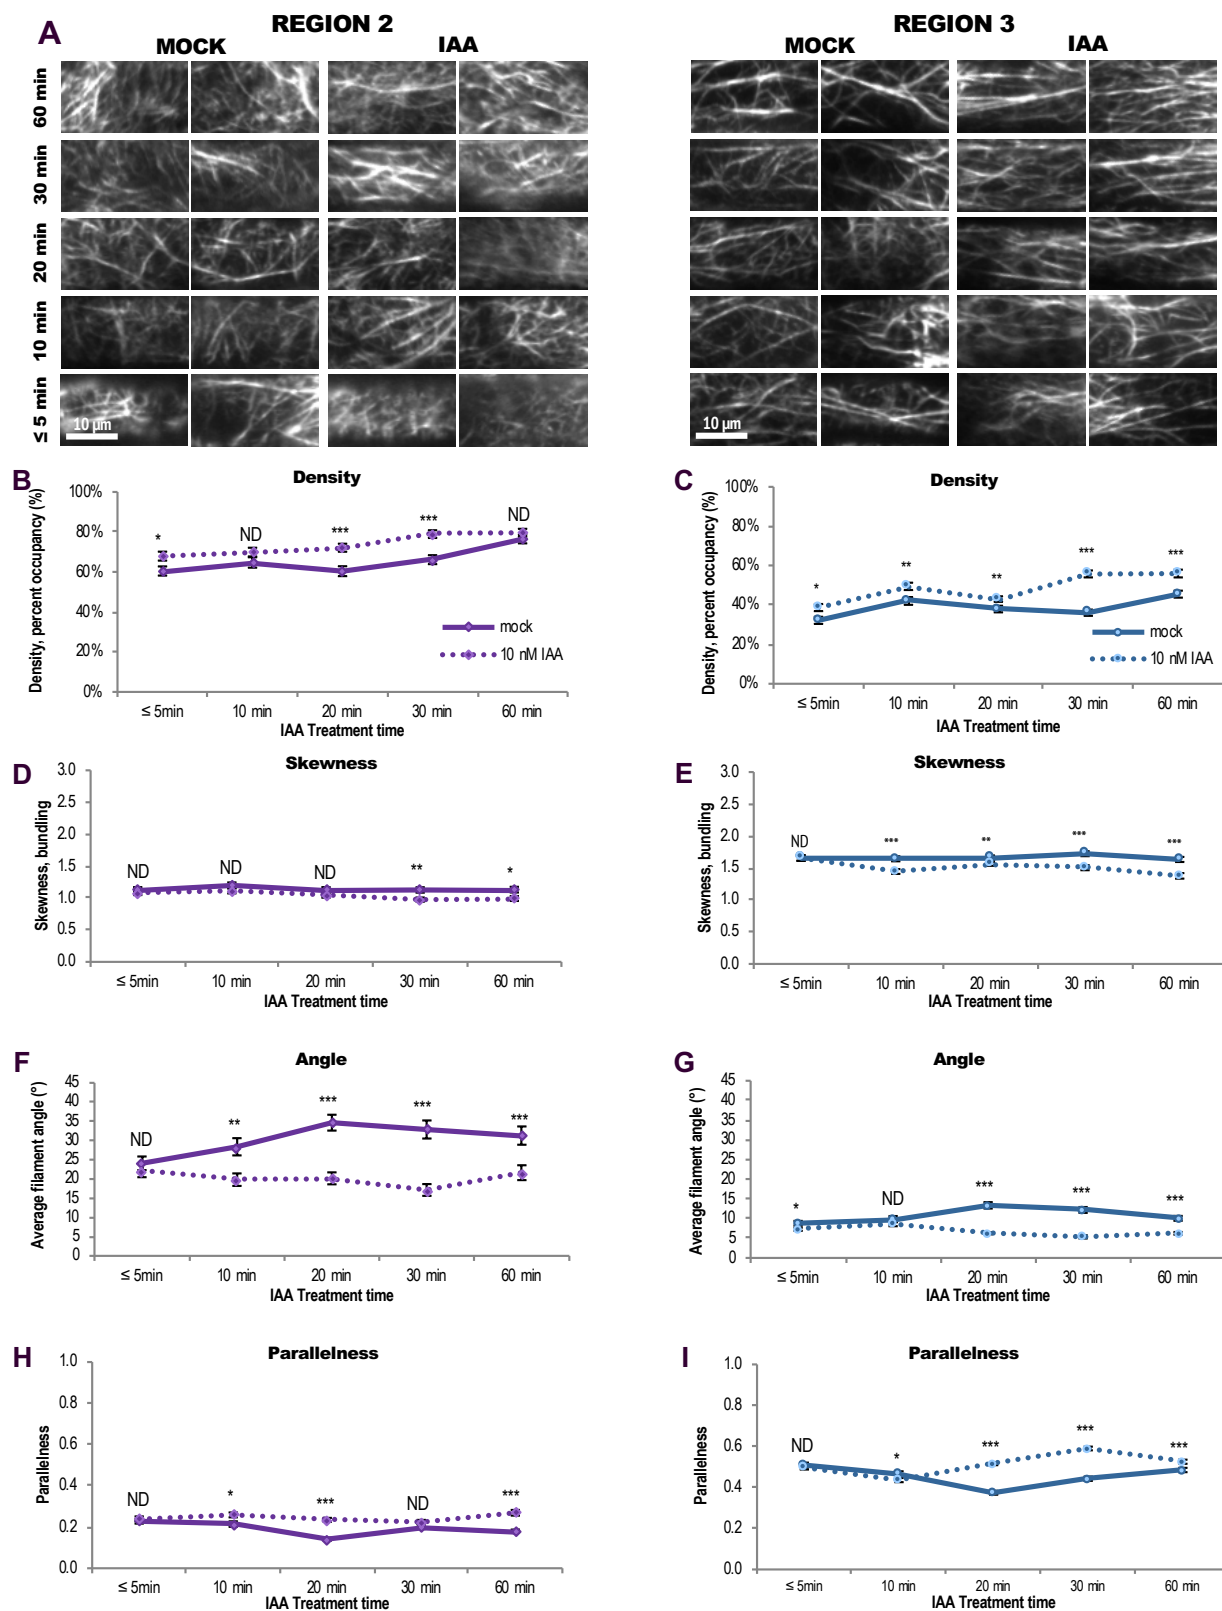 A
REGION 2
REGION 3
MOCK
IAA
MOCK
IAA
60 min
30 min
20 min
10 min
≤ 5 min
10 µm
10 µm
B
Density
Density, percent occupancy (%)
100%
80%
60%
40%
20%
0%
*
ND
***
***
ND
mock
10 nM IAA
≤ 5min
10 min
20 min
30 min
60 min
IAA Treatment time
C
Density
Density, percent occupancy (%)
100%
80%
60%
40%
20%
0%
*
**
**
***
***
mock
10 nM IAA
≤ 5min
10 min
20 min
30 min
60 min
IAA Treatment time
D
Skewness
Skewness, bundling
3.0
2.5
2.0
1.5
1.0
0.5
0.0
ND
ND
ND
**
*
≤ 5min
10 min
20 min
30 min
60 min
IAA Treatment time
E
Skewness
Skewness, bundling
3.0
2.5
2.0
1.5
1.0
0.5
0.0
ND
***
**
***
***
≤ 5min
10 min
20 min
30 min
60 min
IAA Treatment time
F
Angle
Average filament angle (°)
45
40
35
30
25
20
15
10
5
0
ND
**
***
***
***
≤ 5min
10 min
20 min
30 min
60 min
IAA Treatment time
G
Angle
Average filament angle (°)
45
40
35
30
25
20
15
10
5
0
*
ND
***
***
***
≤ 5min
10 min
20 min
30 min
60 min
IAA Treatment time
H
Parallelness
Parallelness
1.0
0.8
0.6
0.4
0.2
0.0
ND
*
***
ND
***
≤ 5min
10 min
20 min
30 min
60 min
IAA Treatment time
I
Parallelness
Parallelness
1.0
0.8
0.6
0.4
0.2
0.0
ND
*
***
***
***
≤ 5min
10 min
20 min
30 min
60 min
IAA Treatment time